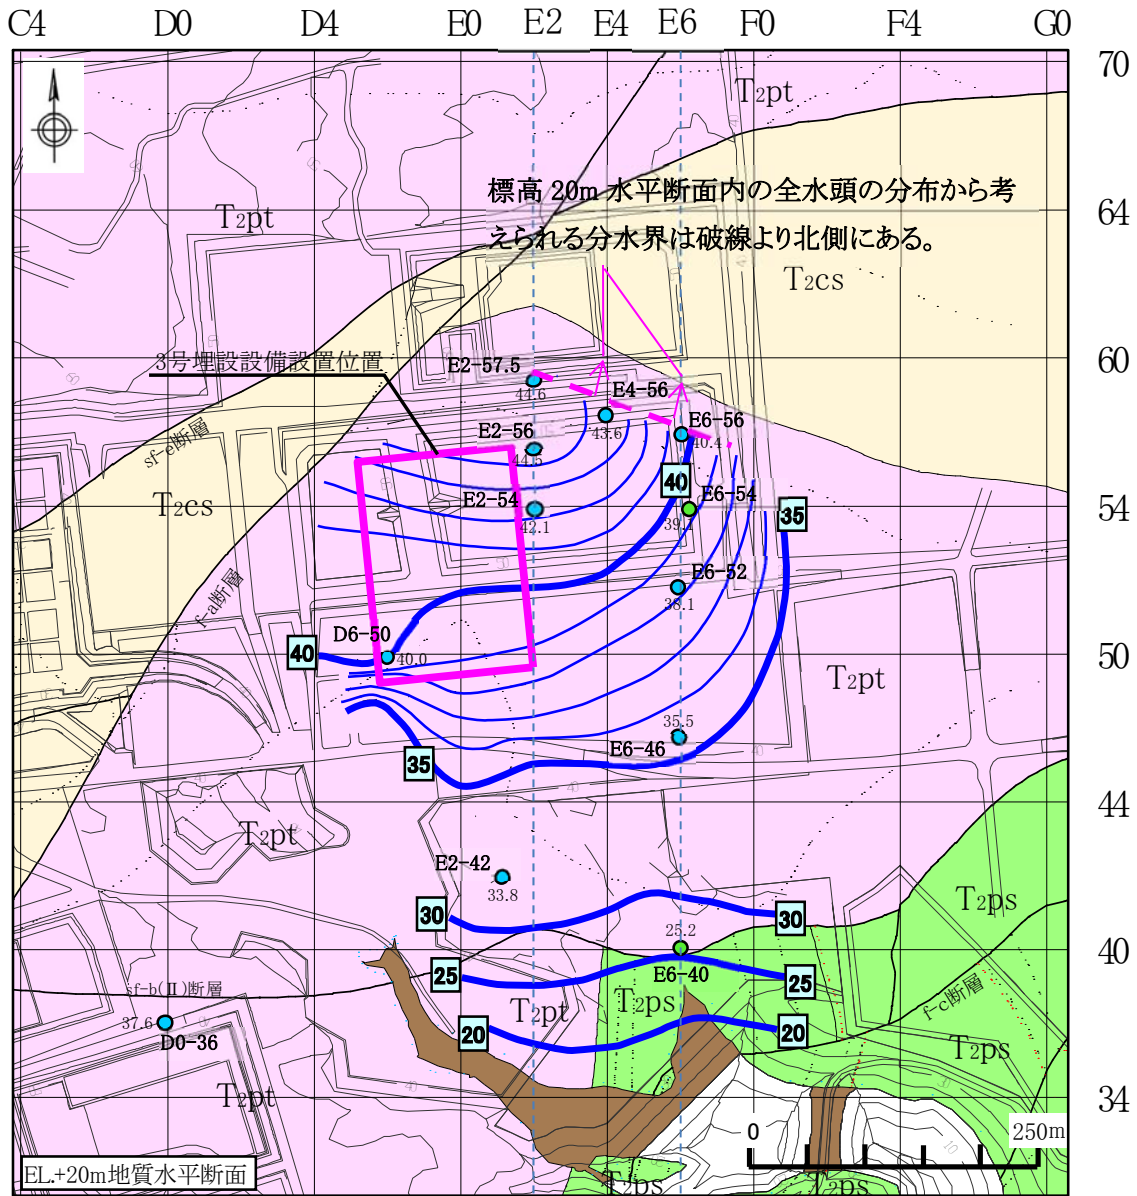 C4 D0 D4 E0 E2 E4 E6 F0 F4 G0
70
T2pt
標高 20m 水平断面内の全水頭の分布から考
えられる分水界は破線より北側にある。
T2pt
64
T2cs
3号埋設設備設置位置
60
E2-57.5
44.6
E4-56
43.6
E6-56
40.4
E2-56
44.5
sf-e断層
40
T2cs
E2-54
42.1
E6-54
39.7
35
54
f-a断層
E6-52
38.1
D6-50
40.0
40
50
T2pt
35.5
E6-46
35
44
T2pt
E2-42
33.8
30
30
T2ps
25.2
E6-40
40
25
25
sf-b(Ⅱ)断層
T2pt
T2ps
f-c断層
37.6
D0-36
20
20
T2ps
T2pt
34
0 250m
EL.+20m地質水平断面
T2ps
T2ps